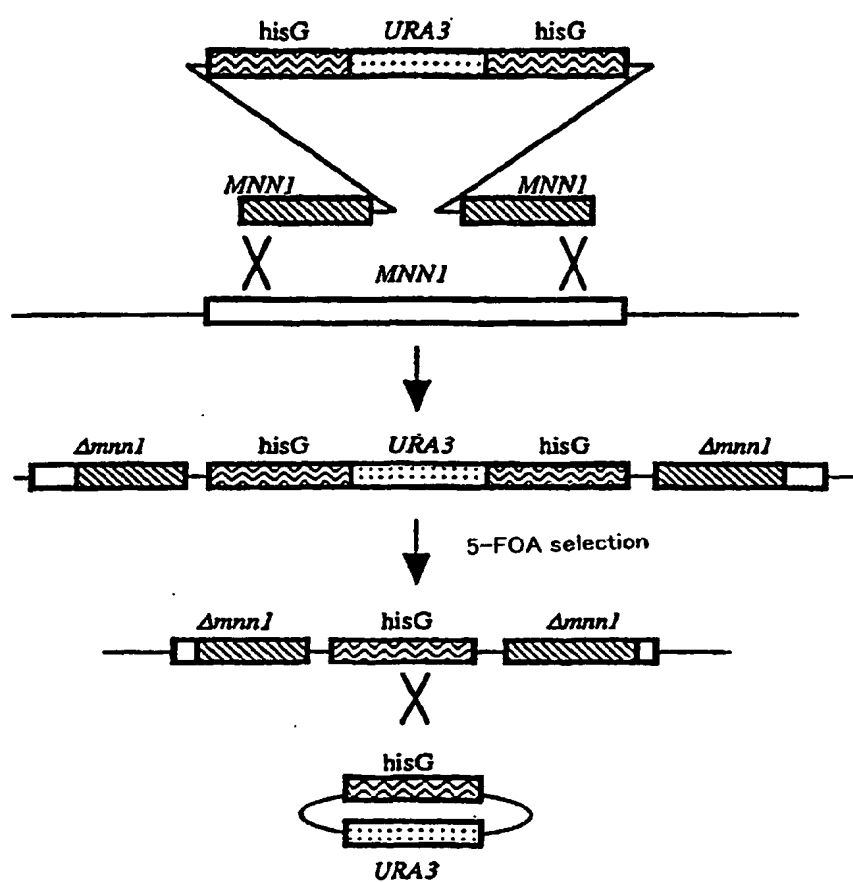 hisG URA3 hisG
MNN1 MNN1
MNN1
Δmnn1 hisG URA3 hisG Δmnn1
5-FOA selection
Δmnn1 hisG Δmnn1
hisG
URA3